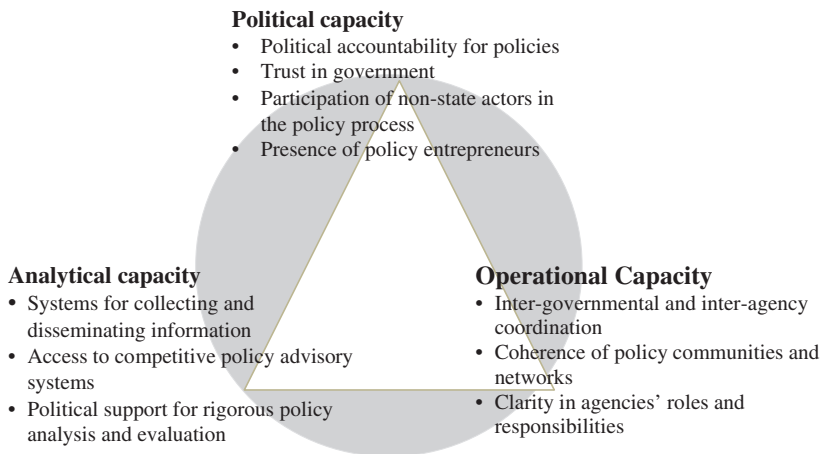 Political capacity
• Political accountability for policies
• Trust in government
• Participation of non-state actors in
the policy process
• Presence of policy entrepreneurs
Analytical capacity
• Systems for collecting and
disseminating information
• Access to competitive policy advisory
systems
• Political support for rigorous policy
analysis and evaluation
Operational Capacity
• Inter-governmental and inter-agency
coordination
• Coherence of policy communities and
networks
• Clarity in agencies’ roles and
responsibilities